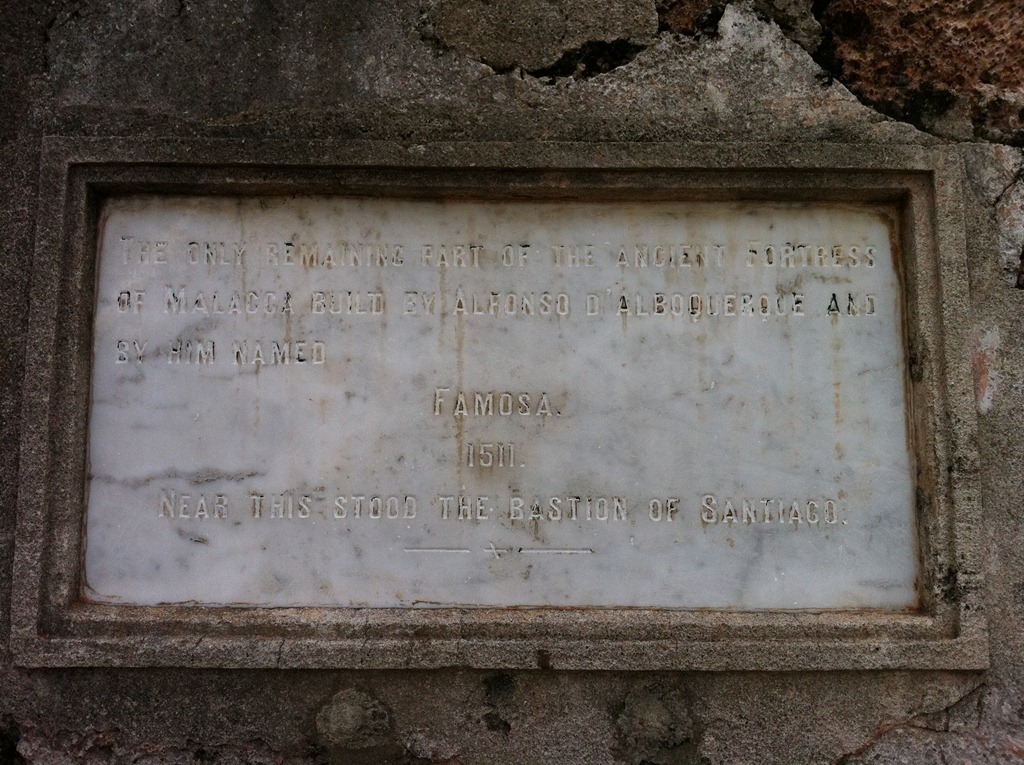 The only remaining part of the ancient Fortress
of Malacca build by Alfonso d'Alboquerque and
by him named
Famosa.
1511.
Near this stood the bastion of Santiago.